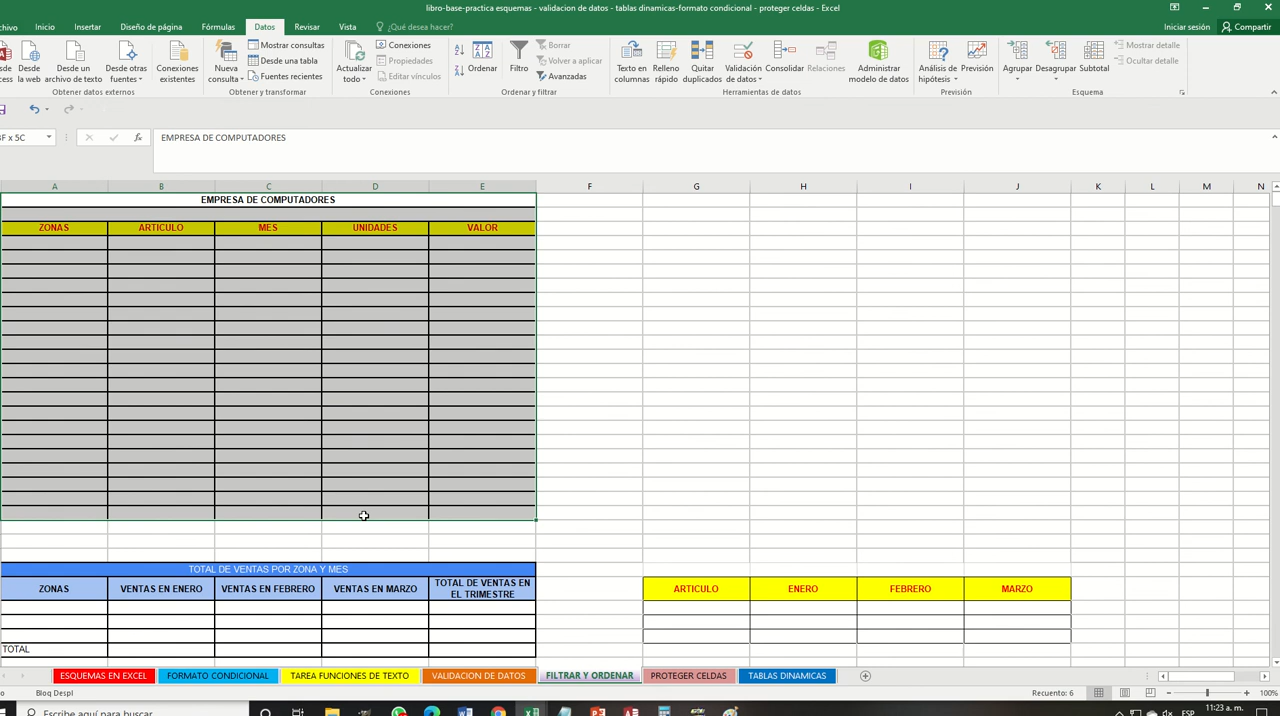 libro-base-practica esquemas - validacion de datos - tablas dinamicas-formato condicional - proteger celdas - Excel
Inicio Insertar Diseño de página Fórmulas Datos Revisar Vista ¿Qué desea hacer? Iniciar sesión Compartir
Desde la web
Desde un archivo de texto
Desde otras fuentes
Conexiones existentes
Obtener datos externos
Nueva consulta
Mostrar consultas
Desde una tabla
Fuentes recientes
Obtener y transformar
Actualizar todo
Conexiones
Propiedades
Editar vínculos
Conexiones
Ordenar
Filtro
Borrar
Volver a aplicar
Avanzadas
Ordenar y filtrar
Texto en columnas
Relleno rápido
Quitar duplicados
Validación de datos
Consolidar
Relaciones
Administrar modelo de datos
Herramientas de datos
Análisis de hipótesis
Previsión
Previsión
Agrupar
Desagrupar
Subtotal
Mostrar detalle
Ocultar detalle
Esquema
F x 5C
fx
EMPRESA DE COMPUTADORES
A B C D E F G H I J K L M N
EMPRESA DE COMPUTADORES
ZONAS ARTICULO MES UNIDADES VALOR
TOTAL DE VENTAS POR ZONA Y MES
ZONAS VENTAS EN ENERO VENTAS EN FEBRERO VENTAS EN MARZO TOTAL DE VENTAS EN EL TRIMESTRE
ARTICULO ENERO FEBRERO MARZO
TOTAL
ESQUEMAS EN EXCEL FORMATO CONDICIONAL TAREA FUNCIONES DE TEXTO VALIDACION DE DATOS FILTRAR Y ORDENAR PROTEGER CELDAS TABLAS DINAMICAS
Bloq Despl Recuento: 6 100%
Escribe aquí para buscar ESP 11:23 a. m.